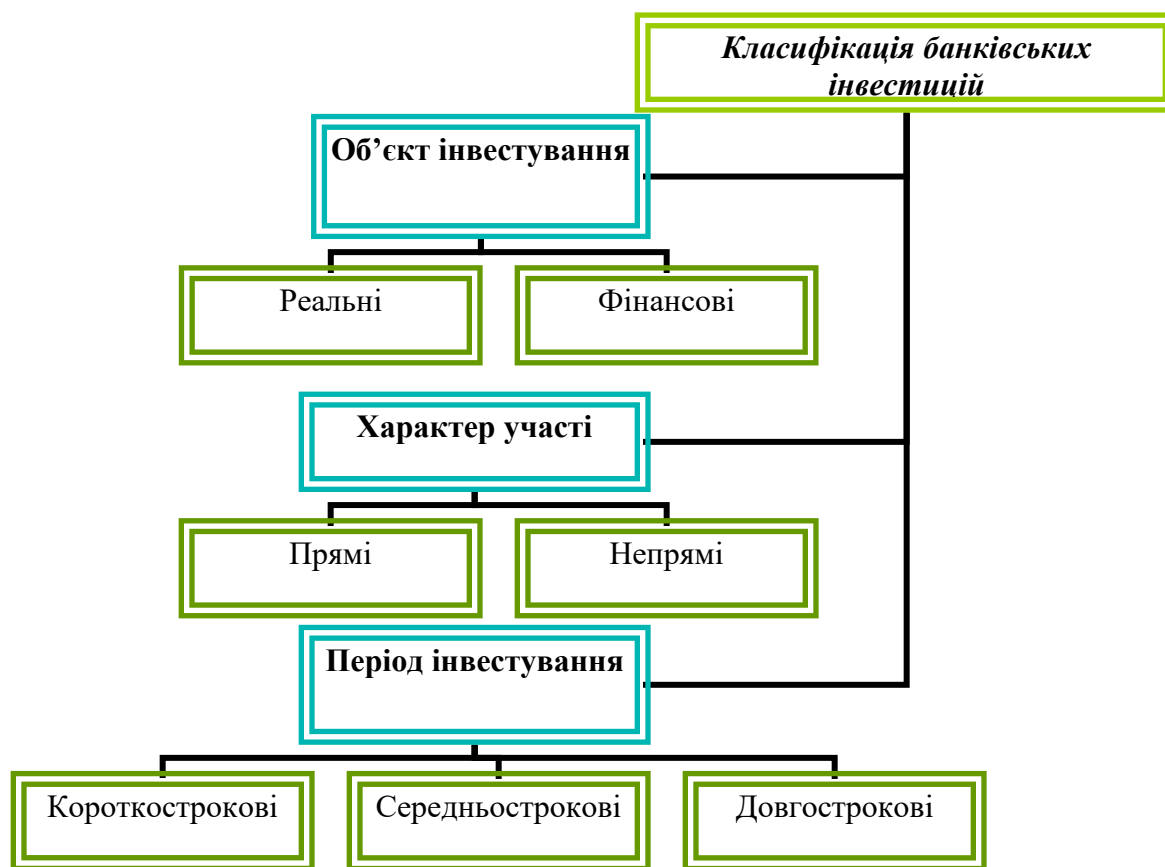 Класифікація банківських
інвестицій
Об’єкт інвестування
Реальні
Фінансові
Характер участі
Прямі
Непрямі
Період інвестування
Короткострокові
Середньострокові
Довгострокові